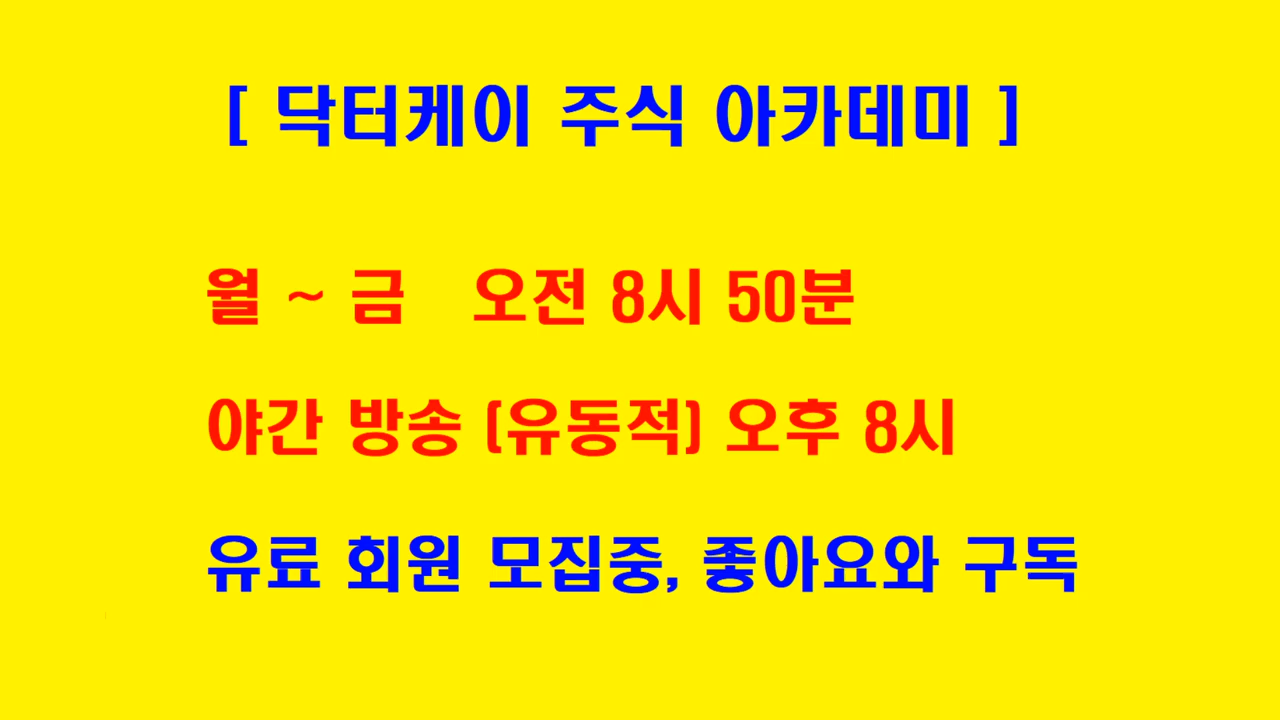 [ 닥터케이 주식 아카데미 ]
월 ~ 금 오전 8시 50분
야간 방송 (유동적) 오후 8시
유료 회원 모집중, 좋아요와 구독